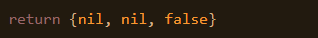 return {nil, nil, false}